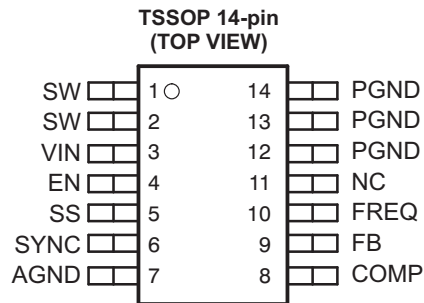 TSSOP 14-pin
(TOP VIEW)
SW 1 14 PGND
SW 2 13 PGND
VIN 3 12 PGND
EN 4 11 NC
SS 5 10 FREQ
SYNC 6 9 FB
AGND 7 8 COMP